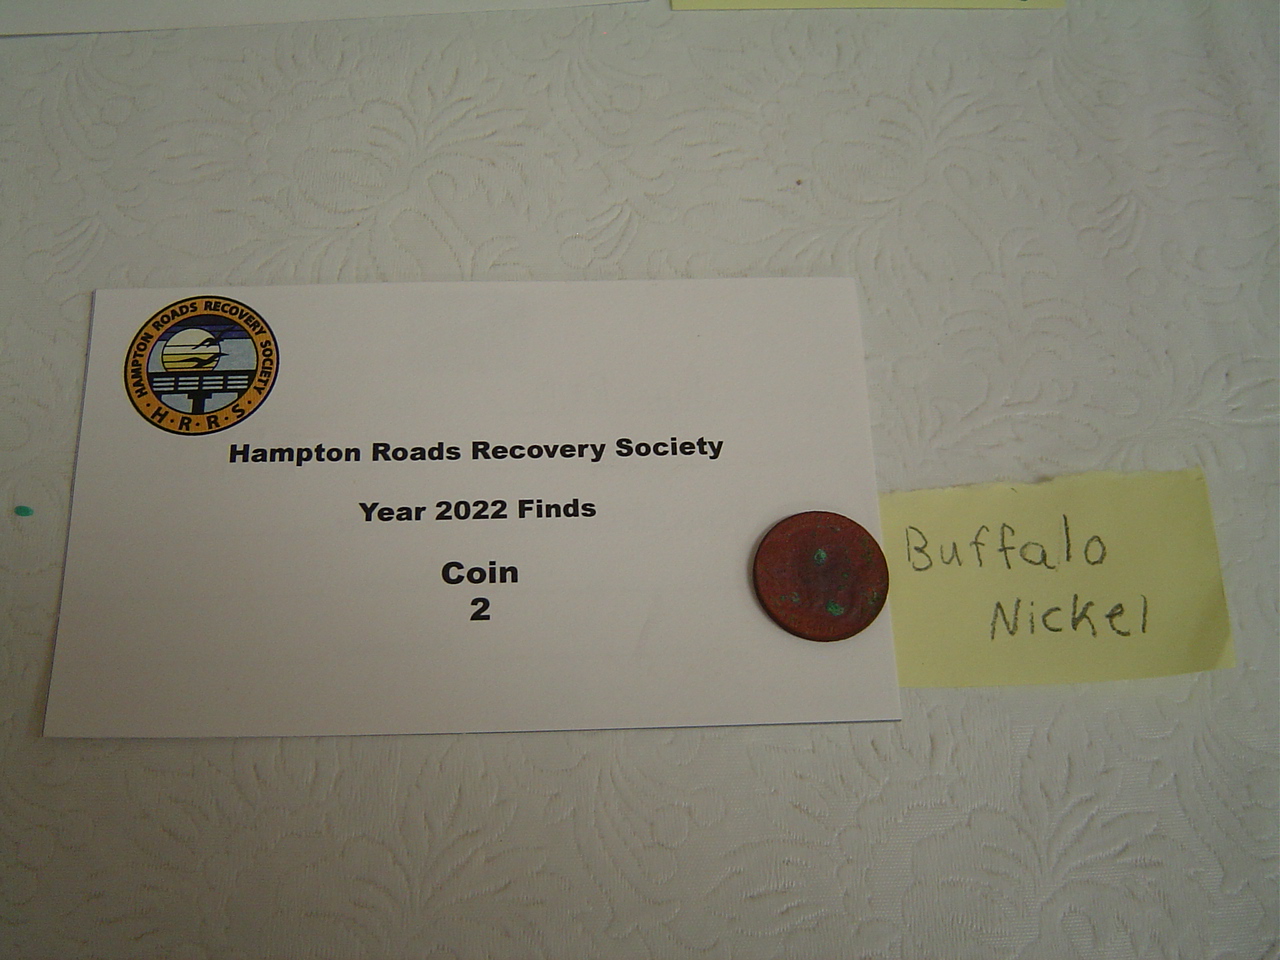 HAMPTON ROADS RECOVERY SOCIETY
· H · R · R · S ·
Hampton Roads Recovery Society
Year 2022 Finds
Coin
2
Buffalo
Nickel